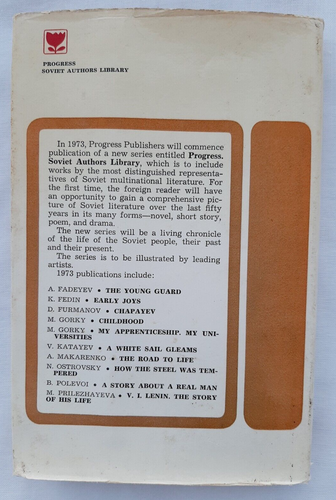 PROGRESS
SOVIET AUTHORS LIBRARY
In 1973, Progress Publishers will commence
publication of a new series entitled Progress.
Soviet Authors Library, which is to include
works by the most distinguished representa-
tives of Soviet multinational literature. For
the first time, the foreign reader will have
an opportunity to gain a comprehensive pic-
ture of Soviet literature over the last fifty
years in its many forms—novel, short story,
poem, and drama.
The new series will be a living chronicle
of the life of the Soviet people, their past
and their present.
The series is to be illustrated by leading
artists.
1973 publications include:
A. FADEYEV • THE YOUNG GUARD
K. FEDIN • EARLY JOYS
D. FURMANOV • CHAPAYEV
M. GORKY • CHILDHOOD
M. GORKY • MY APPRENTICESHIP. MY UNI-
VERSITIES
V. KATAYEV • A WHITE SAIL GLEAMS
A. MAKARENKO • THE ROAD TO LIFE
N. OSTROVSKY • HOW THE STEEL WAS TEM-
PERED
B. POLEVOI • A STORY ABOUT A REAL MAN
M. PRILEZHAYEVA • V. I. LENIN. THE STORY
OF HIS LIFE